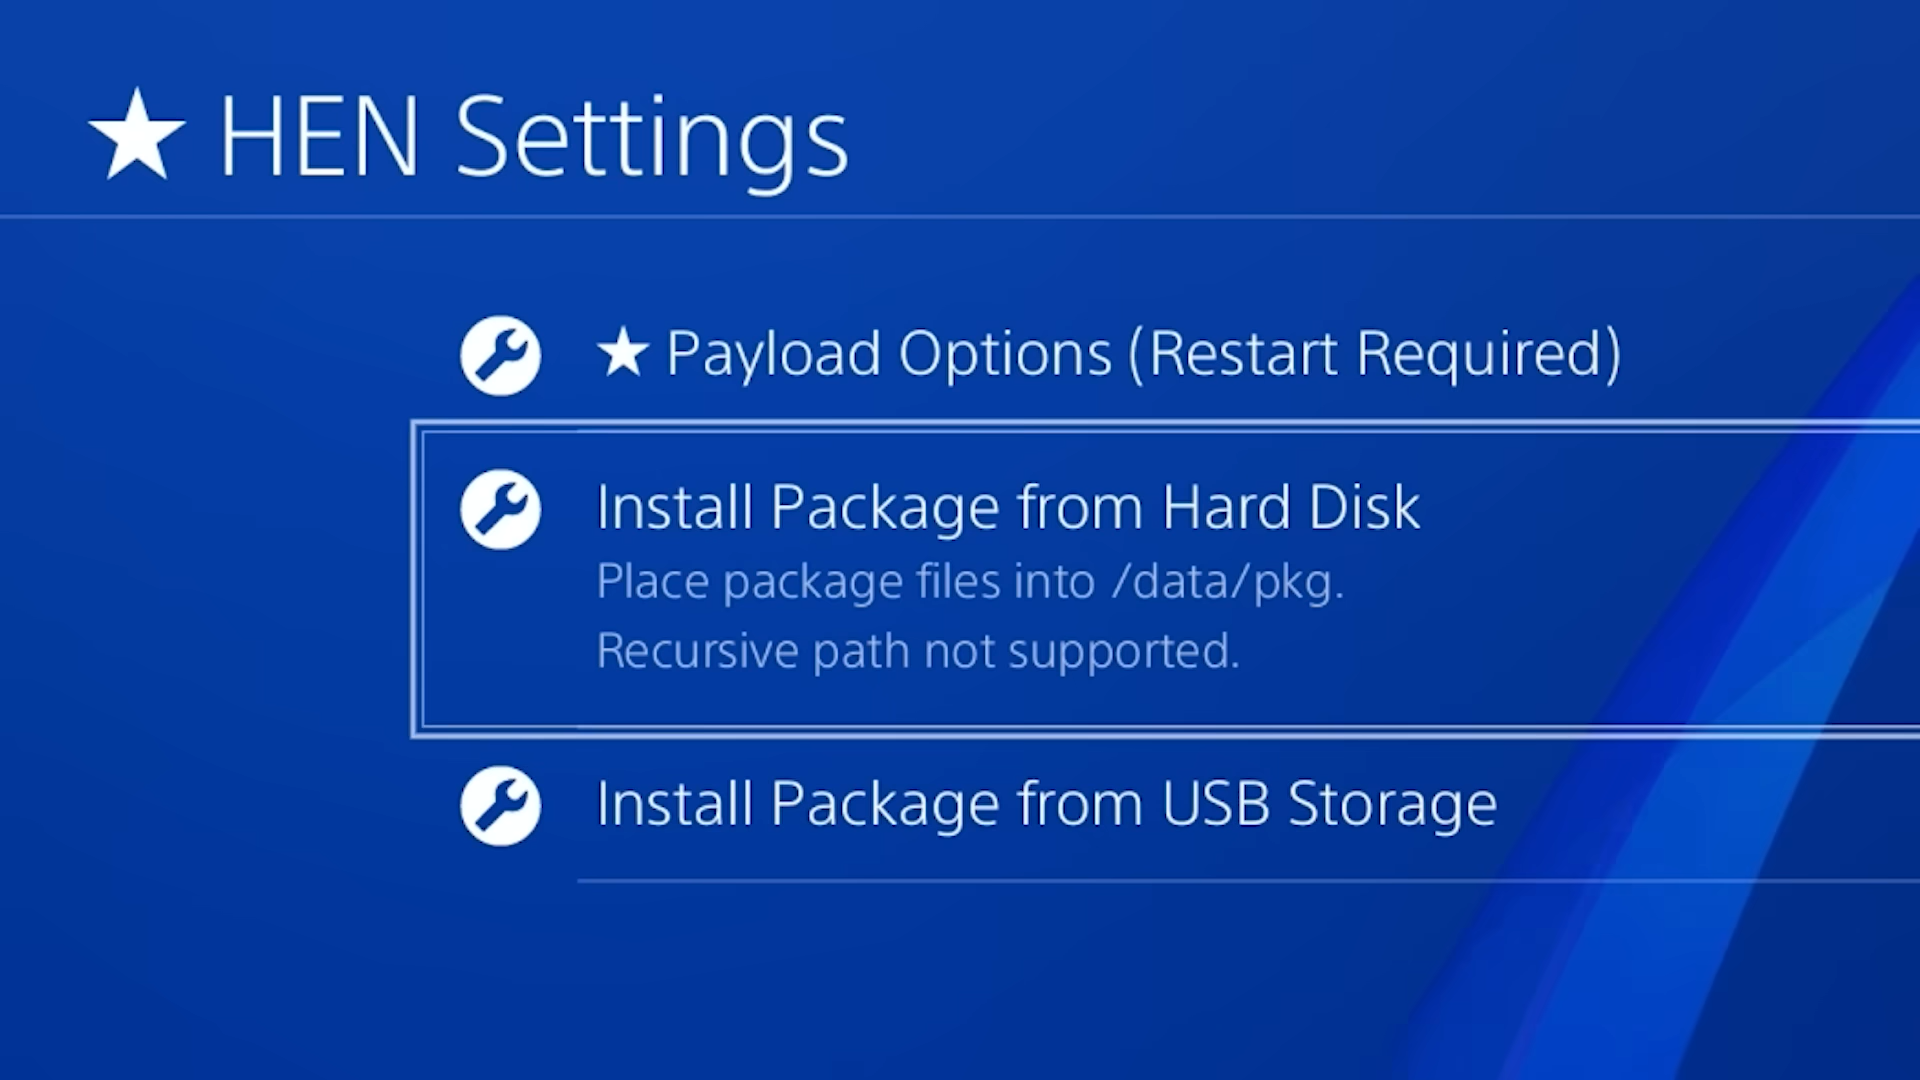 ★ HEN Settings
★ Payload Options (Restart Required)
Install Package from Hard Disk
Place package files into /data/pkg.
Recursive path not supported.
Install Package from USB Storage